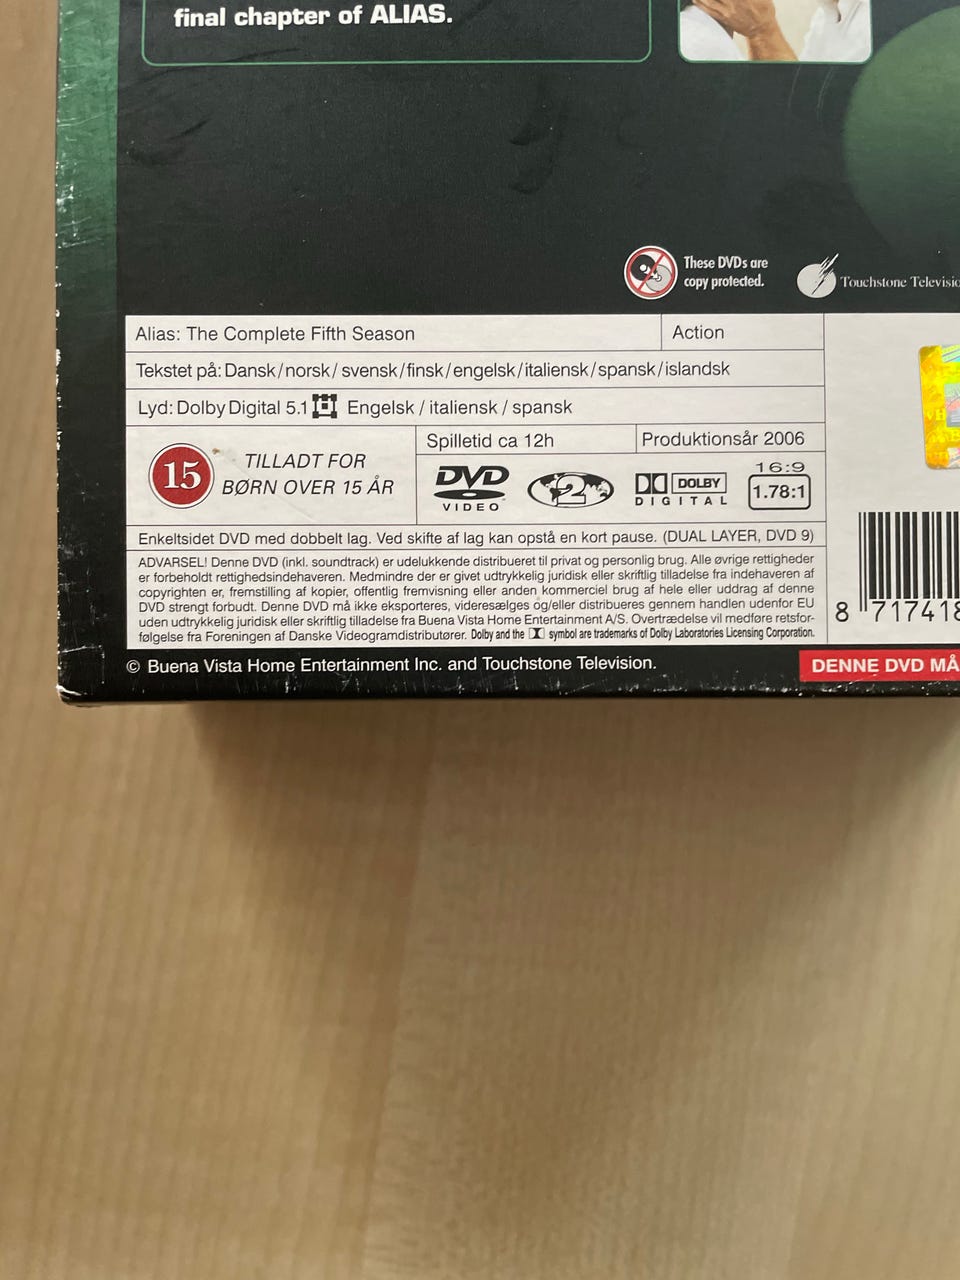 final chapter of ALIAS.
These DVDs are
copy protected.
Touchstone Televisio
Alias: The Complete Fifth Season
Action
Tekstet på: Dansk/norsk/svensk/finsk/engelsk/italiensk/spansk/islandsk
Lyd: Dolby Digital 5.1 Engelsk / italiensk / spansk
15
TILLADT FOR
BØRN OVER 15 ÅR
Spilletid ca 12h
Produktionsår 2006
DVD
VIDEO
2
DOLBY
DIGITAL
16:9
1.78:1
Enkeltsidet DVD med dobbelt lag. Ved skifte af lag kan opstå en kort pause. (DUAL LAYER, DVD 9)
ADVARSEL! Denne DVD (inkl. soundtrack) er udelukkende distribueret til privat og personlig brug. Alle øvrige rettigheder
er forbeholdt rettighedsindehaveren. Medmindre der er givet udtrykkelig juridisk eller skriftlig tilladelse fra indehaveren af
copyrighten er, fremstilling af kopier, offentlig fremvisning eller anden kommerciel brug af hele eller uddrag af denne
DVD strengt forbudt. Denne DVD må ikke eksporteres, videresælges og/eller distribueres gennem handlen udenfor EU
uden udtrykkelig juridisk eller skriftlig tilladelse fra Buena Vista Home Entertainment A/S. Overtrædelse vil medføre retsfor-
følgelse fra Foreningen af Danske Videogramdistributører. Dolby and the symbol are trademarks of Dolby Laboratories Licensing Corporation.
8 717418
© Buena Vista Home Entertainment Inc. and Touchstone Television.
DENNE DVD MÅ